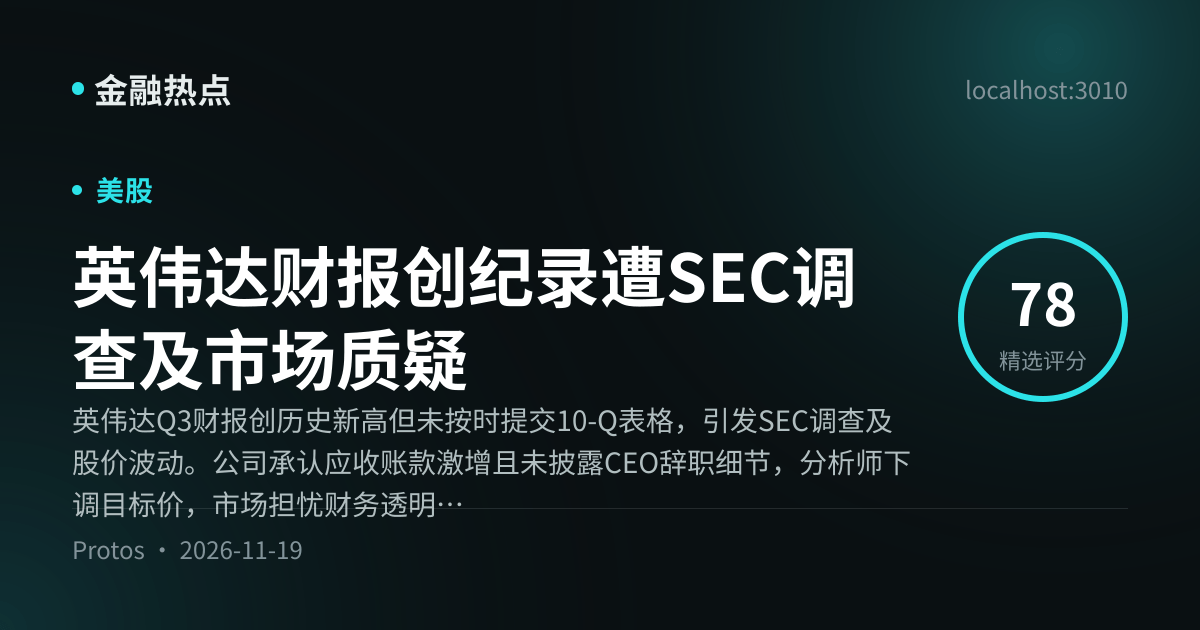 金融热点
localhost:3010
美股
英伟达财报创纪录遭SEC调
查及市场质疑
78
精选评分
英伟达Q3财报创历史新高但未按时提交10-Q表格，引发SEC调查及
股价波动。公司承认应收账款激增且未披露CEO辞职细节，分析师下
调目标价，市场担忧财务透明…
Protos • 2026-11-19